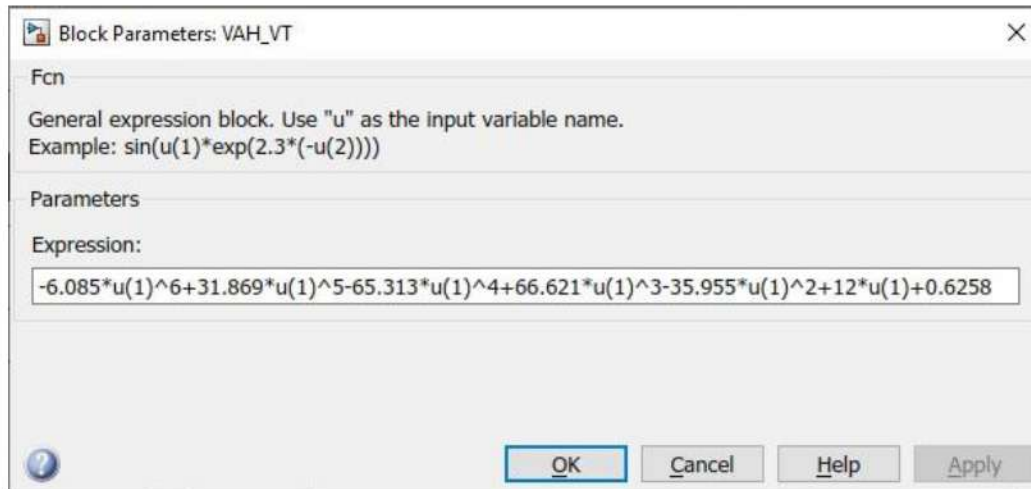 Block Parameters: VAH_VT
Fcn
General expression block. Use "u" as the input variable name.
Example: sin(u(1)*exp(2.3*(-u(2))))
Parameters
Expression:
-6.085*u(1)^6+31.869*u(1)^5-65.313*u(1)^4+66.621*u(1)^3-35.955*u(1)^2+12*u(1)+0.6258
OK Cancel Help Apply